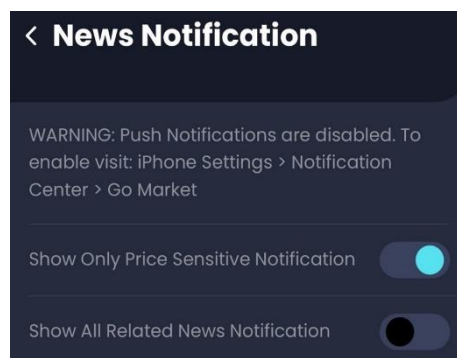 News Notification
WARNING: Push Notifications are disabled. To
enable visit: iPhone Settings > Notification
Center > Go Market
Show Only Price Sensitive Notification
Show All Related News Notification